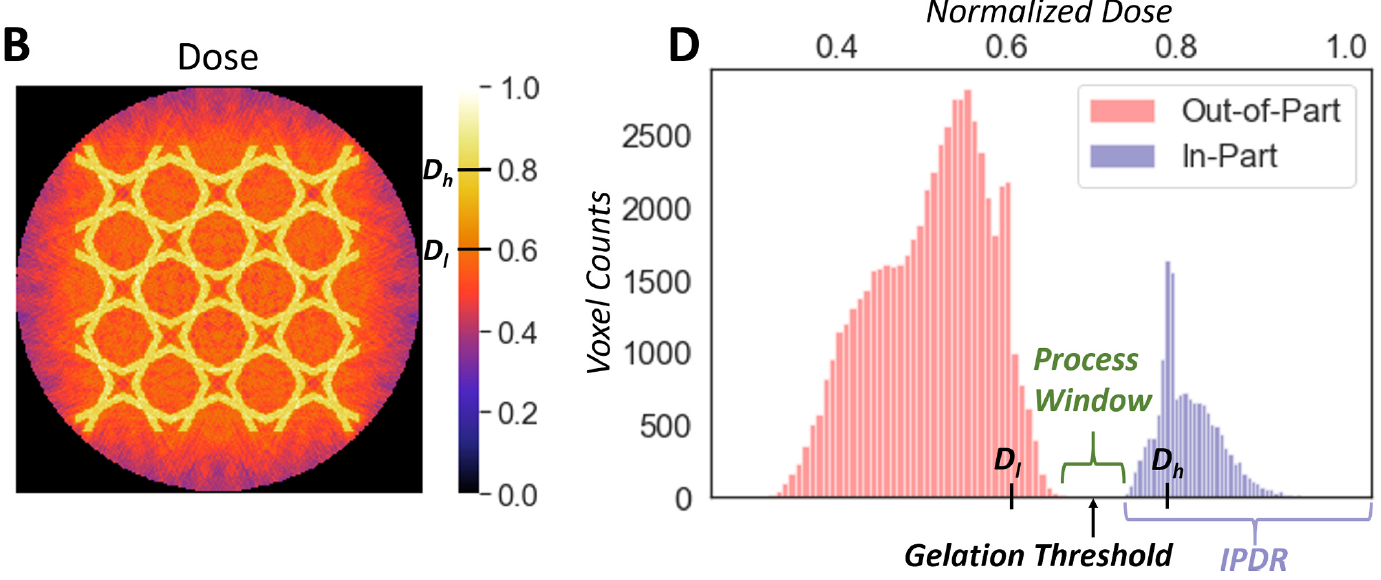 B
Dose
1.0
0.8
0.6
0.4
0.2
0.0
Dh
Dl
D
Normalized Dose
0.4 0.6 0.8 1.0
Voxel Counts
2500
2000
1500
1000
500
0
Out-of-Part
In-Part
Process
Window
Dl
Dh
Gelation Threshold
IPDR